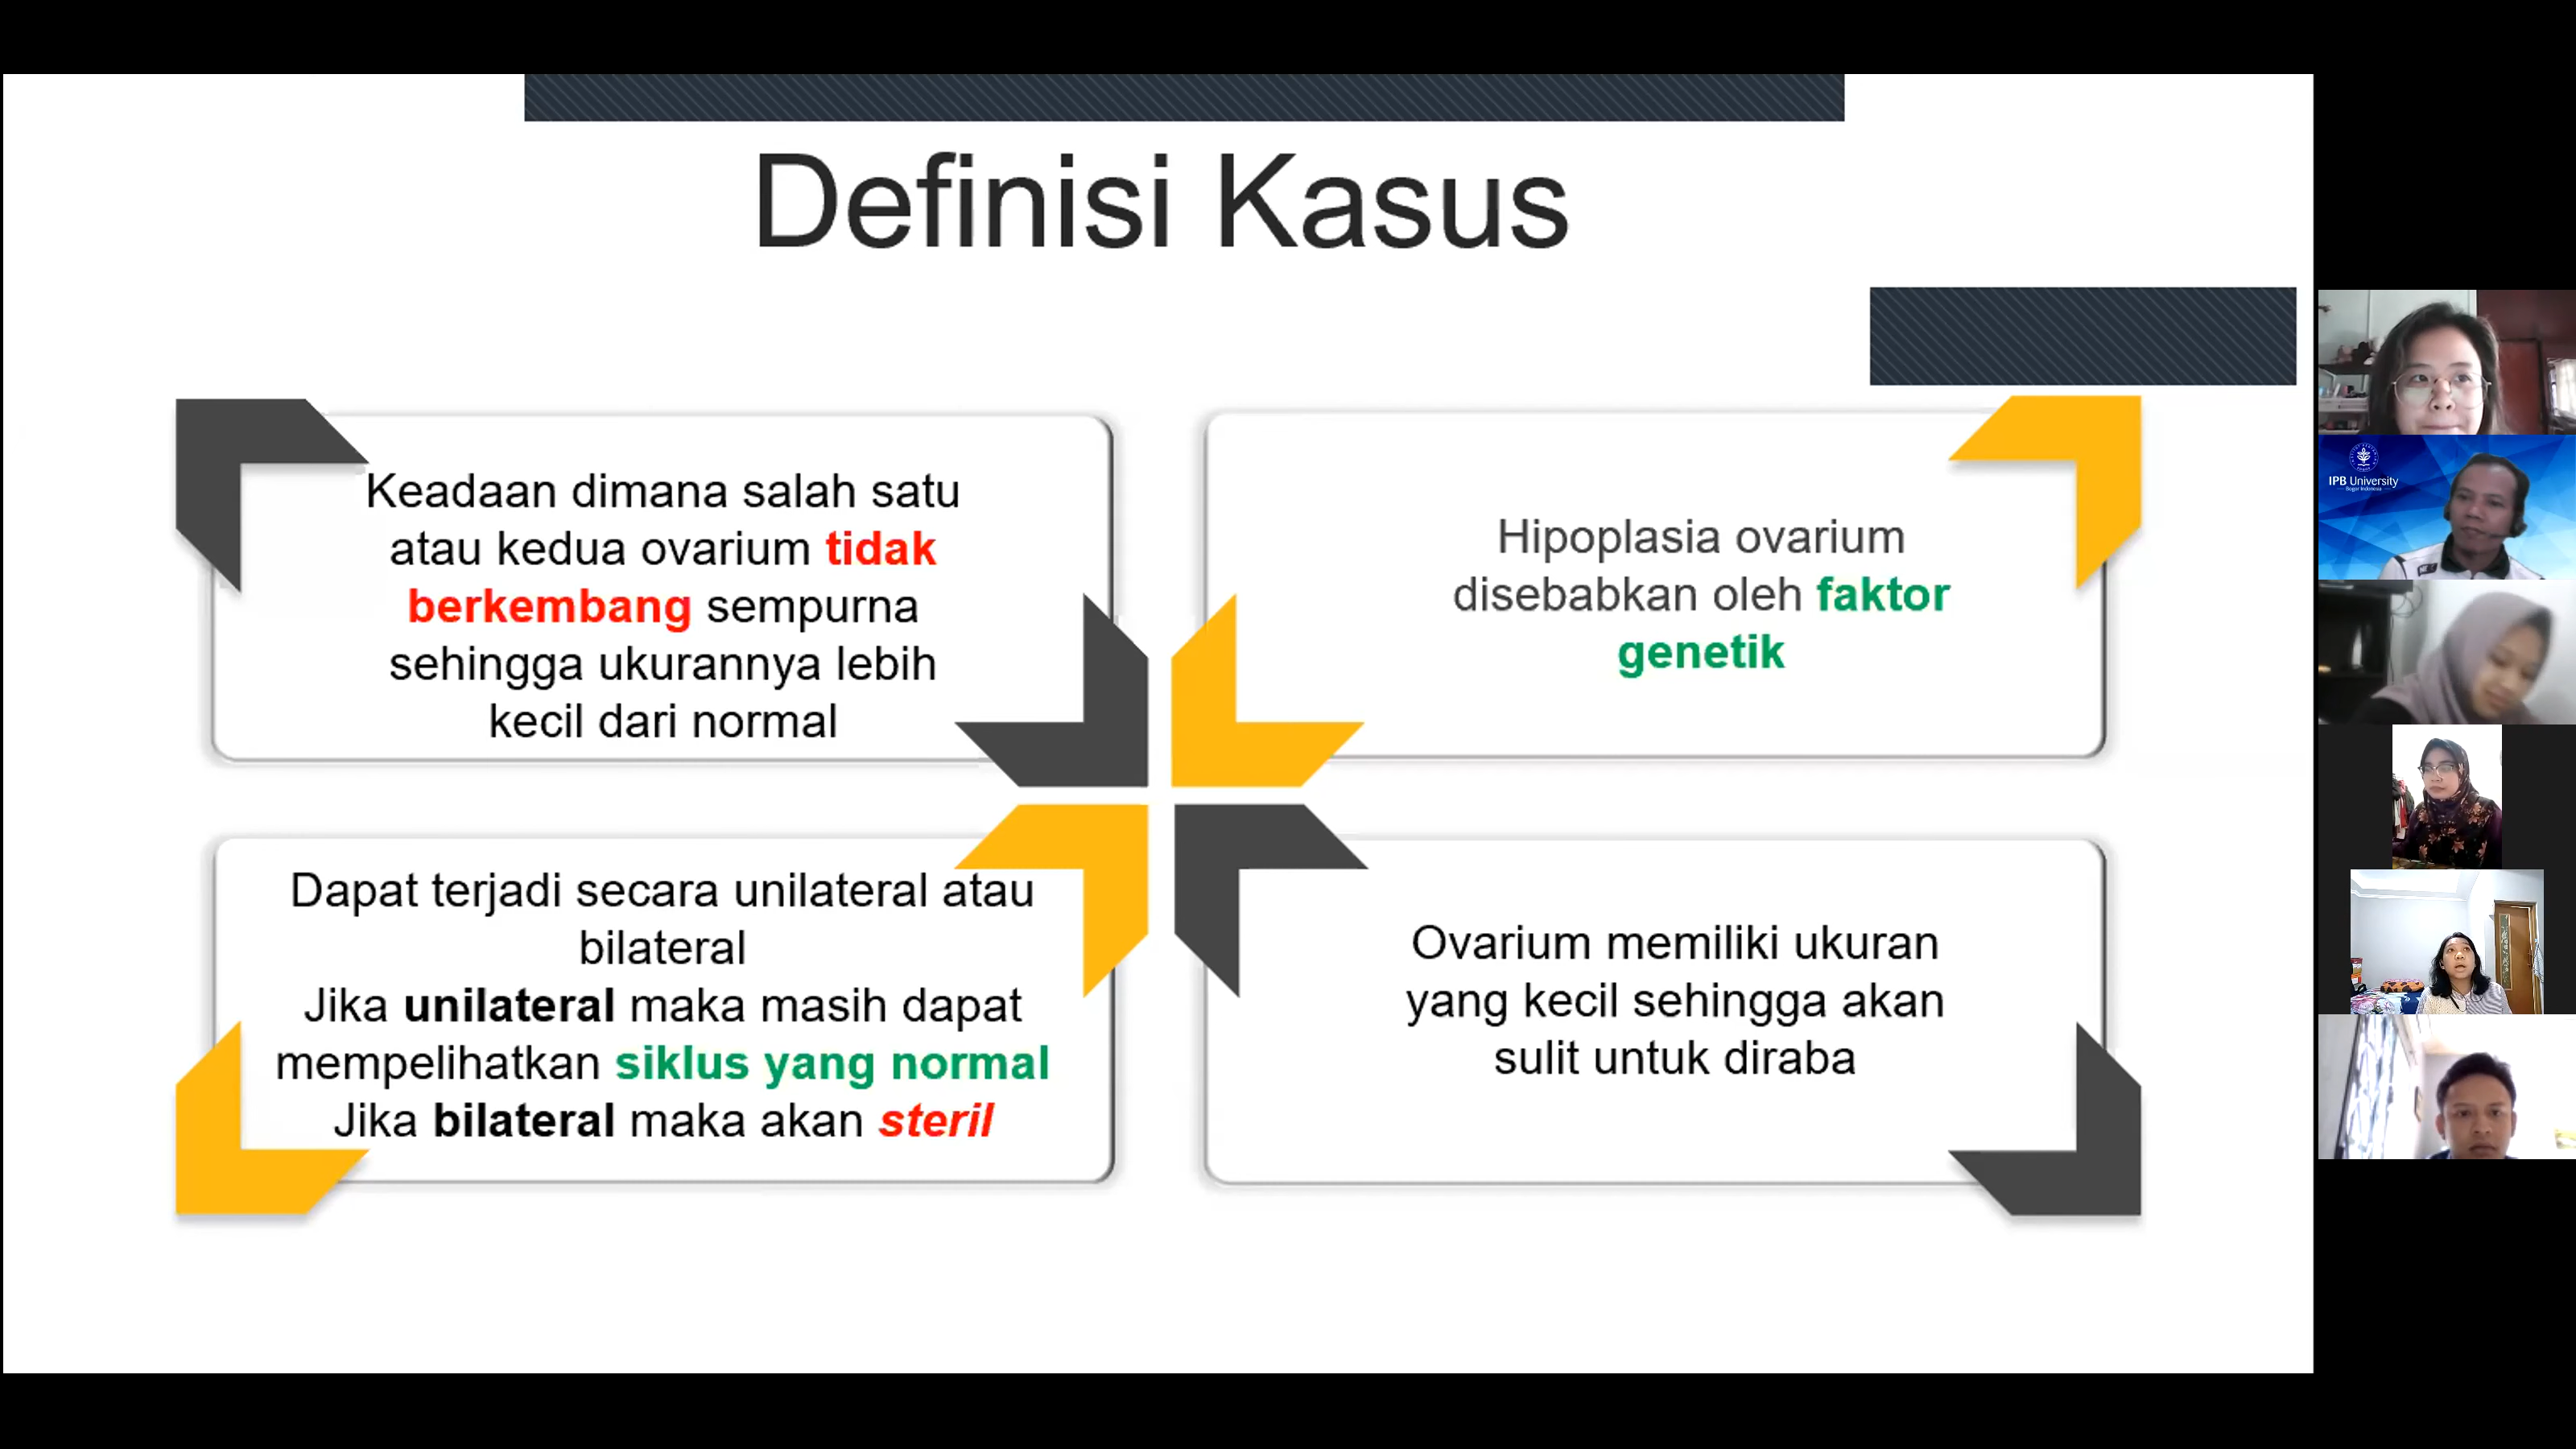 Definisi Kasus
Keadaan dimana salah satu
atau kedua ovarium tidak
berkembang sempurna
sehingga ukurannya lebih
kecil dari normal
Hipoplasia ovarium
disebabkan oleh faktor
genetik
Dapat terjadi secara unilateral atau
bilateral
Jika unilateral maka masih dapat
mempelihatkan siklus yang normal
Jika bilateral maka akan steril
Ovarium memiliki ukuran
yang kecil sehingga akan
sulit untuk diraba
IPB University
Bogor Indonesia